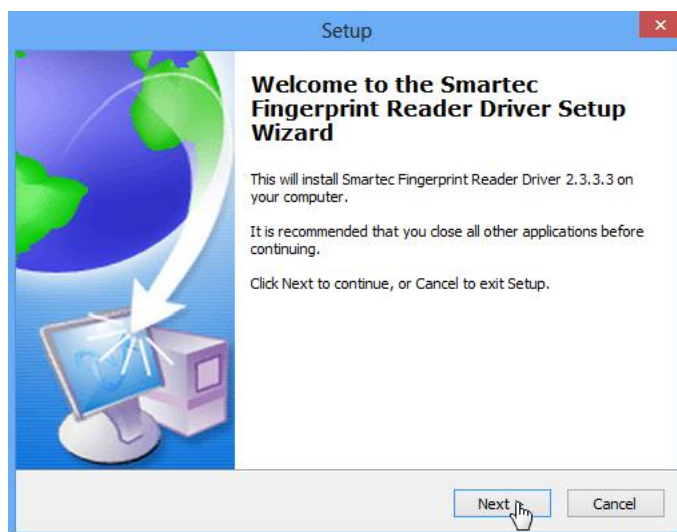 Setup
Welcome to the Smartec
Fingerprint Reader Driver Setup
Wizard
This will install Smartec Fingerprint Reader Driver 2.3.3.3 on
your computer.
It is recommended that you close all other applications before
continuing.
Click Next to continue, or Cancel to exit Setup.
Next
Cancel